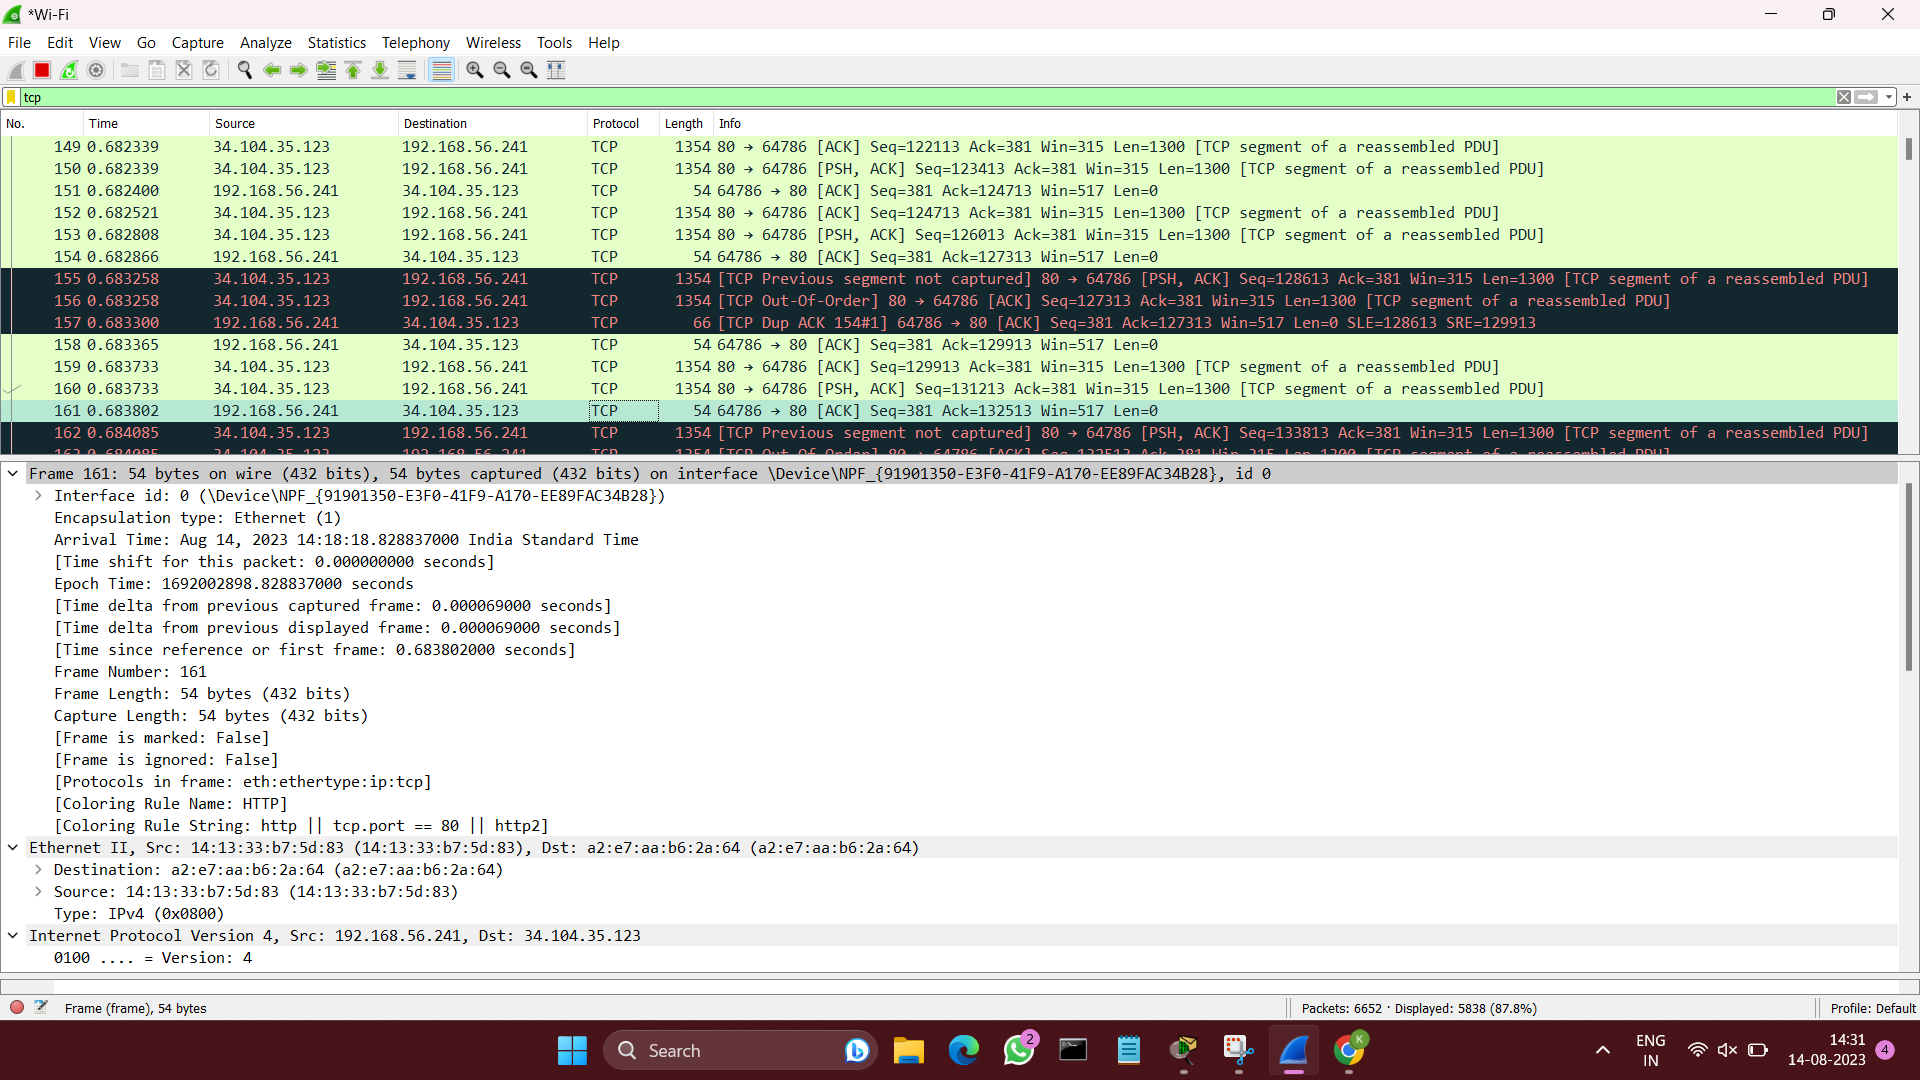 *Wi-Fi
File Edit View Go Capture Analyze Statistics Telephony Wireless Tools Help
tcp
No. Time Source Destination Protocol Length Info
149 0.682339 34.104.35.123 192.168.56.241 TCP 1354 80 → 64786 [ACK] Seq=122113 Ack=381 Win=315 Len=1300 [TCP segment of a reassembled PDU]
150 0.682339 34.104.35.123 192.168.56.241 TCP 1354 80 → 64786 [PSH, ACK] Seq=123413 Ack=381 Win=315 Len=1300 [TCP segment of a reassembled PDU]
151 0.682400 192.168.56.241 34.104.35.123 TCP 54 64786 → 80 [ACK] Seq=381 Ack=124713 Win=517 Len=0
152 0.682521 34.104.35.123 192.168.56.241 TCP 1354 80 → 64786 [ACK] Seq=124713 Ack=381 Win=315 Len=1300 [TCP segment of a reassembled PDU]
153 0.682808 34.104.35.123 192.168.56.241 TCP 1354 80 → 64786 [PSH, ACK] Seq=126013 Ack=381 Win=315 Len=1300 [TCP segment of a reassembled PDU]
154 0.682866 192.168.56.241 34.104.35.123 TCP 54 64786 → 80 [ACK] Seq=381 Ack=127313 Win=517 Len=0
155 0.683258 34.104.35.123 192.168.56.241 TCP 1354 [TCP Previous segment not captured] 80 → 64786 [PSH, ACK] Seq=128613 Ack=381 Win=315 Len=1300 [TCP segment of a reassembled PDU]
156 0.683258 34.104.35.123 192.168.56.241 TCP 1354 [TCP Out-Of-Order] 80 → 64786 [ACK] Seq=127313 Ack=381 Win=315 Len=1300 [TCP segment of a reassembled PDU]
157 0.683300 192.168.56.241 34.104.35.123 TCP 66 [TCP Dup ACK 154#1] 64786 → 80 [ACK] Seq=381 Ack=127313 Win=517 Len=0 SLE=128613 SRE=129913
158 0.683365 192.168.56.241 34.104.35.123 TCP 54 64786 → 80 [ACK] Seq=381 Ack=129913 Win=517 Len=0
159 0.683733 34.104.35.123 192.168.56.241 TCP 1354 80 → 64786 [ACK] Seq=129913 Ack=381 Win=315 Len=1300 [TCP segment of a reassembled PDU]
160 0.683733 34.104.35.123 192.168.56.241 TCP 1354 80 → 64786 [PSH, ACK] Seq=131213 Ack=381 Win=315 Len=1300 [TCP segment of a reassembled PDU]
161 0.683802 192.168.56.241 34.104.35.123 TCP 54 64786 → 80 [ACK] Seq=381 Ack=132513 Win=517 Len=0
162 0.684085 34.104.35.123 192.168.56.241 TCP 1354 [TCP Previous segment not captured] 80 → 64786 [PSH, ACK] Seq=133813 Ack=381 Win=315 Len=1300 [TCP segment of a reassembled PDU]
Frame 161: 54 bytes on wire (432 bits), 54 bytes captured (432 bits) on interface \Device\NPF_{91901350-E3F0-41F9-A170-EE89FAC34B28}, id 0
Interface id: 0 (\Device\NPF_{91901350-E3F0-41F9-A170-EE89FAC34B28})
Encapsulation type: Ethernet (1)
Arrival Time: Aug 14, 2023 14:18:18.828837000 India Standard Time
[Time shift for this packet: 0.000000000 seconds]
Epoch Time: 1692002898.828837000 seconds
[Time delta from previous captured frame: 0.000069000 seconds]
[Time delta from previous displayed frame: 0.000069000 seconds]
[Time since reference or first frame: 0.683802000 seconds]
Frame Number: 161
Frame Length: 54 bytes (432 bits)
Capture Length: 54 bytes (432 bits)
[Frame is marked: False]
[Frame is ignored: False]
[Protocols in frame: eth:ethertype:ip:tcp]
[Coloring Rule Name: HTTP]
[Coloring Rule String: http || tcp.port == 80 || http2]
Ethernet II, Src: 14:13:33:b7:5d:83 (14:13:33:b7:5d:83), Dst: a2:e7:aa:b6:2a:64 (a2:e7:aa:b6:2a:64)
Destination: a2:e7:aa:b6:2a:64 (a2:e7:aa:b6:2a:64)
Source: 14:13:33:b7:5d:83 (14:13:33:b7:5d:83)
Type: IPv4 (0x0800)
Internet Protocol Version 4, Src: 192.168.56.241, Dst: 34.104.35.123
0100 .... = Version: 4
Frame (frame), 54 bytes
Packets: 6652 · Displayed: 5838 (87.8%)
Profile: Default
Search
2
K
ENG
IN
14:31
14-08-2023
4